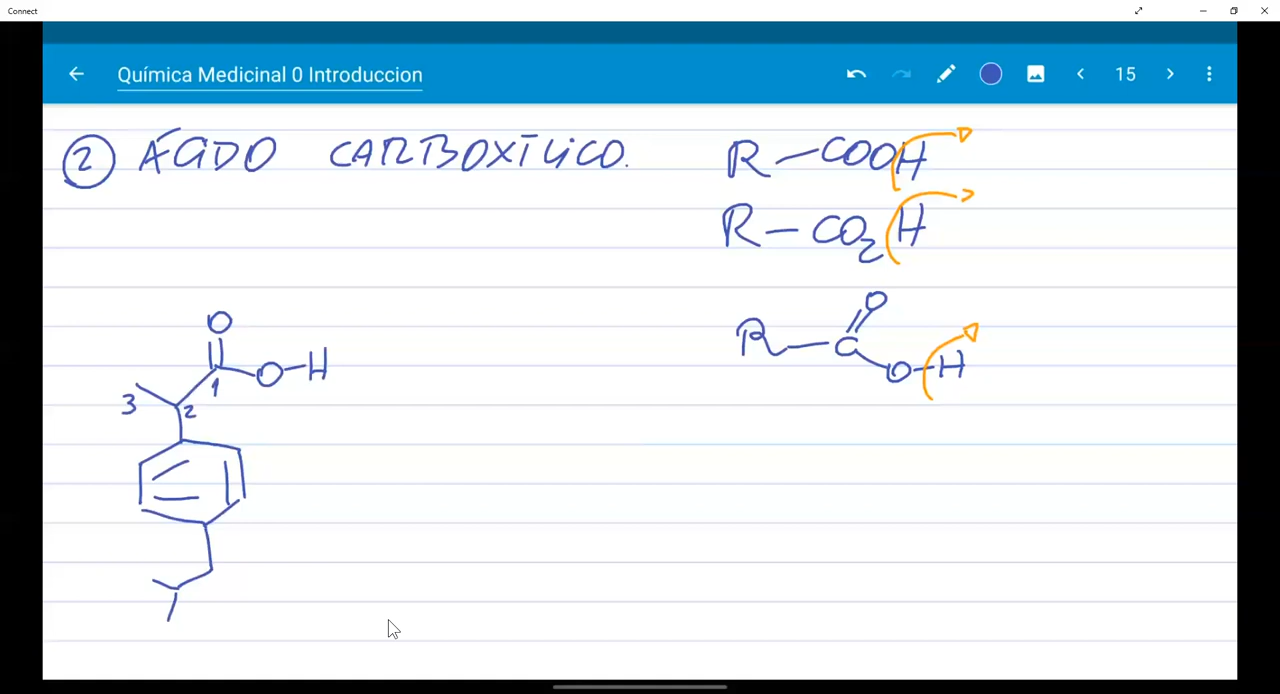 Connect
Química Medicinal 0 Introduccion
15
2 ÁCIDO CARBOXÍLICO. R-COOH
R-CO2H
O
R-C
O-H
O
1 O-H
3 2